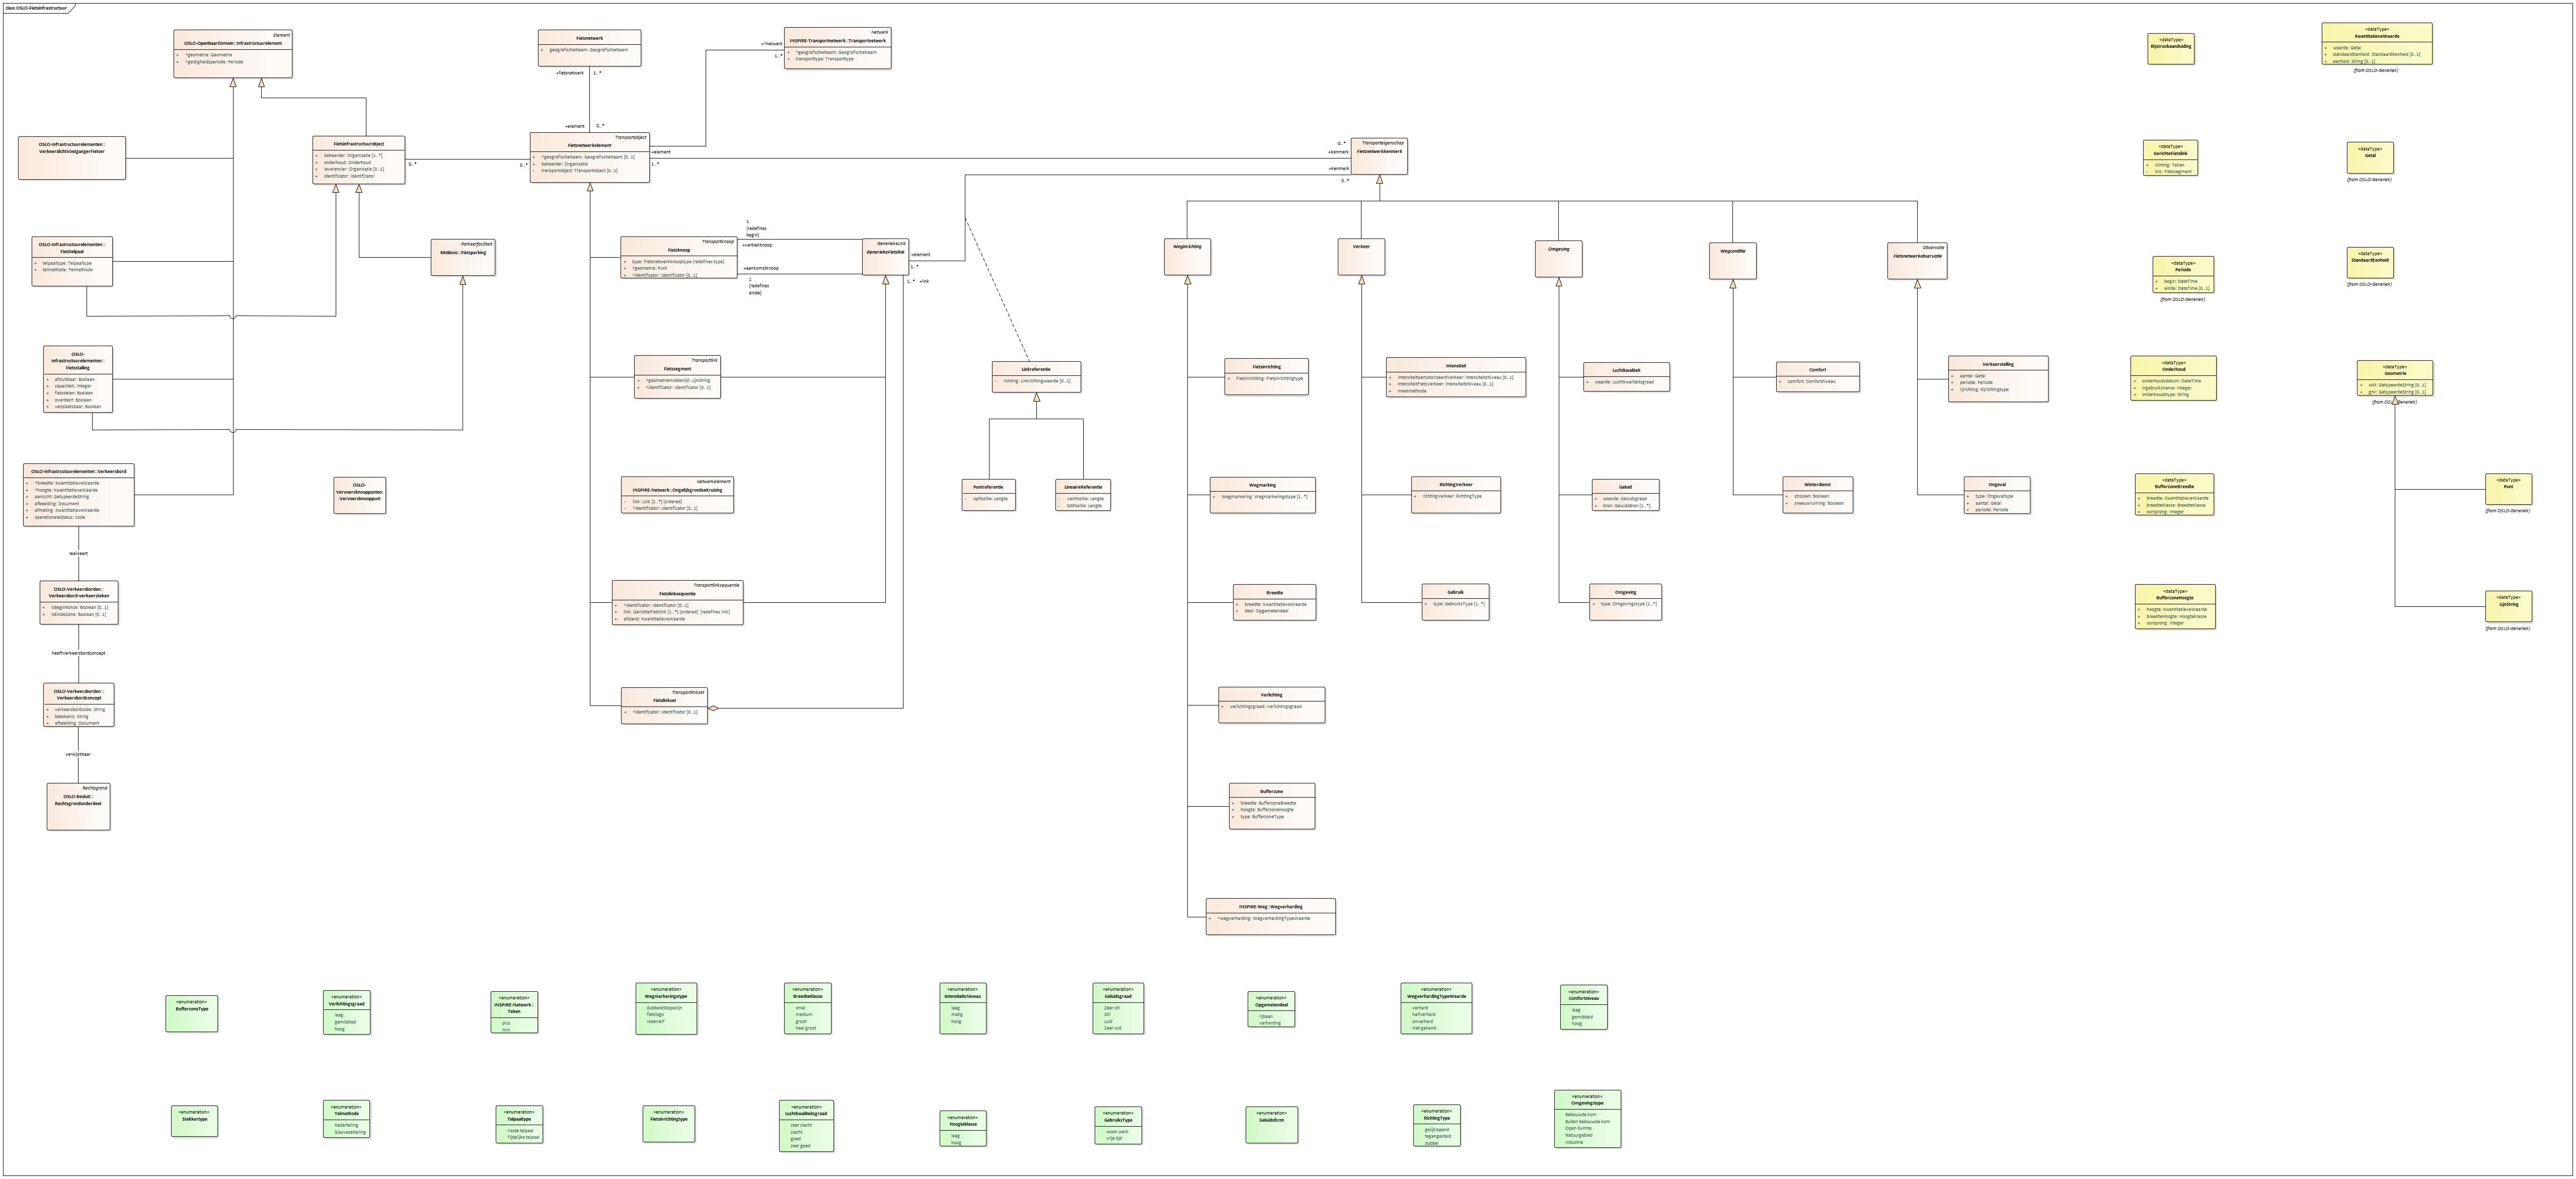 class OSLO-Fietsinfrastructuur
Element
OSLO-OpenbaarDomein::Infrastructuurelement
+ ^geometrie: Geometrie
+ ^geldigheidsperiode: Periode
Fietsnetwerk
+ geografischeNaam: GeografischeNaam
+fietsnetwerk 1..*
+element 0..*
Netwerk
INSPIRE-Transportnetwerk::Transportnetwerk
+ ^geografischeNaam: GeografischeNaam
+ transporttype: Transporttype
+^netwerk
1..*
OSLO-Infrastructuurelementen::
VerkeerslichtVoetgangerFietser
Fietsinfrastructuurobject
+ beheerder: Organisatie [1..*]
+ onderhoud: Onderhoud
+ leverancier: Organisatie [0..1]
+ identificator: Identificator
0..*
0..*
Transportobject
Fietsnetwerkelement
+ ^geografischeNaam: GeografischeNaam [0..1]
+ beheerder: Organisatie
- transportobject: Transportobject [0..1]
+element
1..*
0..*
+kenmerk
+kenmerk
0..*
Transporteigenschap
Fietsnetwerkkenmerk
OSLO-Infrastructuurelementen::
Fietstelpaal
+ telpaaltype: Telpaaltype
+ telmethode: Telmethode
Parkeerfaciliteit
Mobivoc::Fietsparking
Transportknoop
Fietsknoop
+ type: Fietsnetwerkknooptype {redefines type}
+ ^geometrie: Punt
+ ^identificator: Identificator [0..1]
1
{redefines
begin}
+vertrekknoop
+aankomstknoop
1
{redefines
einde}
GeneriekeLink
GeneriekeFietslink
+element
1..*
1..* +link
Weginrichting
Verkeer
Omgeving
Wegconditie
Observatie
Fietsnetwerkobservatie
OSLO-
Infrastructuurelementen::
Fietsstalling
+ afsluitbaar: Boolean
+ capaciteit: Integer
+ fietsdelen: Boolean
+ overdekt: Boolean
+ verplaatsbaar: Boolean
Transportlink
Fietssegment
+ ^geometrieMiddenlijn: LijnString
+ ^identificator: Identificator [0..1]
Linkreferentie
- richting: Linkrichtingwaarde [0..1]
Fietsinrichting
+ Fietsinrichting: Fietsinrichtingtype
Intensiteit
+ intensiteitGemotoriseerdVerkeer: IntensiteitsNiveau [0..1]
+ intensiteitFietsVerkeer: IntensiteitsNiveau [0..1]
+ meetmethode
Luchtkwaliteit
+ waarde: Luchtkwaliteitsgraad
Comfort
+ comfort: ComfortNiveau
Verkeerstelling
+ aantal: Getal
+ periode: Periode
+ rijrichting: Rijrichtingtype
OSLO-Infrastructuurelementen::Verkeersbord
+ ^breedte: KwantitatieveWaarde
+ ^hoogte: KwantitatieveWaarde
+ aanzicht: GetypeerdeString
+ afbeelding: Document
+ afmeting: KwantitatieveWaarde
+ operationeleStatus: Code
OSLO-
Vervoersknooppunten:
:Vervoersknooppunt
Netwerkelement
INSPIRE-Netwerk::OngelijkgrondseKruising
- link: Link [2..*] {ordered}
- ^identificator: Identificator [0..1]
PuntReferentie
- opPositie: Lengte
LineaireReferentie
- vanPositie: Lengte
- totPositie: Lengte
Wegmarking
+ Wegmarkering: Wegmarkeringstype [1..*]
RichtingVerkeer
+ richtingVerkeer: RichtingType
Geluid
+ waarde: Geluidsgraad
+ bron: GeluidsBron [1..*]
Winterdienst
+ strooien: Boolean
+ sneeuwruiming: Boolean
Ongeval
+ type: Ongevaltype
+ aantal: Getal
+ periode: Periode
realiseert
OSLO-Verkeersborden::
Verkeersbord-verkeersteken
+ isBeginZone: Boolean [0..1]
+ isEindeZone: Boolean [0..1]
Transportlinksequentie
Fietslinksequentie
+ ^identificator: Identificator [0..1]
+ link: GerichteFietslink [1..*] {ordered} {redefines link}
+ afstand: KwantitatieveWaarde
Breedte
+ breedte: KwantitatieveWaarde
+ deel: Opgemetendeel
Gebruik
+ type: GebruiksType [1..*]
Omgeving
+ type: Omgevingstype [1..*]
heeftVerkeersbordconcept
OSLO-Verkeersborden::
Verkeersbordconcept
+ verkeersbordcode: String
+ betekenis: String
+ afbeelding: Document
Transportlinkset
Fietslinkset
+ ^identificator: Identificator [0..1]
Verlichting
+ verlichtingsgraad: Verlichtingsgraad
verwijstNaar
Rechtsgrond
OSLO-Besluit::
Rechtsgrondonderdeel
Bufferzone
+ breedte: BufferzoneBreedte
+ hoogte: BufferzoneHoogte
+ type: BufferzoneType
INSPIRE-Weg::Wegverharding
+ ^wegverharding: WegverhardingTypeWaarde
«dataType»
Rijstrookaanduiding
«dataType»
KwantitatieveWaarde
+ waarde: Getal
+ standaardEenheid: StandaardEenheid [0..1]
+ eenheid: String [0..1]
(from OSLO-Generiek)
«dataType»
GerichteFietslink
+ richting: Teken
- link: Fietssegment
«dataType»
Getal
(from OSLO-Generiek)
«dataType»
Periode
+ begin: DateTime
+ einde: DateTime [0..1]
(from OSLO-Generiek)
«dataType»
StandaardEenheid
(from OSLO-Generiek)
«dataType»
Onderhoud
+ onderhoudsdatum: DateTime
+ ingebruikname: Integer
+ onderhoudstype: String
«dataType»
Geometrie
+ wkt: GetypeerdeString [0..1]
+ gml: GetypeerdeString [0..1]
(from OSLO-Generiek)
«dataType»
BufferzoneBreedte
+ breedte: KwantitatieveWaarde
+ breedteKlasse: BreedteKlasse
+ oorsprong: Integer
«dataType»
Punt
(from OSLO-Generiek)
«dataType»
BufferzoneHoogte
+ hoogte: KwantitatieveWaarde
+ breedteHoogte: HoogteKlasse
+ oorsprong: Integer
«dataType»
LijnString
(from OSLO-Generiek)
«enumeration»
BufferzoneType
«enumeration»
Verlichtingsgraad
laag
gemiddled
hoog
«enumeration»
INSPIRE-Netwerk::
Teken
plus
min
«enumeration»
Wegmarkeringstype
dubbeleStippellijn
fietslogo
rodeVerf
«enumeration»
BreedteKlasse
smal
medium
groot
heel groot
«enumeration»
IntensiteitsNiveau
laag
matig
hoog
«enumeration»
Geluidsgraad
Zeer stil
Stil
Luid
Zeer luid
«enumeration»
Opgemetendeel
rijbaan
verharding
«enumeration»
WegverhardingTypeWaarde
verhard
halfverhard
onverhard
niet gekend
«enumeration»
ComfortNiveau
laag
gemiddeld
hoog
«enumeration»
Stekkertype
«enumeration»
Telmethode
Radartelling
Glasvezeltelling
«enumeration»
Telpaaltype
Vaste telpaal
Tijdelijke telpaal
«enumeration»
Fietsinrichtingtype
«enumeration»
Luchtkwaliteitsgraad
zeer slecht
slecht
goed
zeer goed
«enumeration»
Hoogteklasse
laag
hoog
«enumeration»
GebruiksType
woon werk
vrije tijd
«enumeration»
GeluidsBron
«enumeration»
RichtingType
gelijklopend
tegengesteld
dubbel
«enumeration»
Omgevingstype
Bebouwde kom
Buiten bebouwde kom
Open Ruimte
Natuurgebied
Industrie